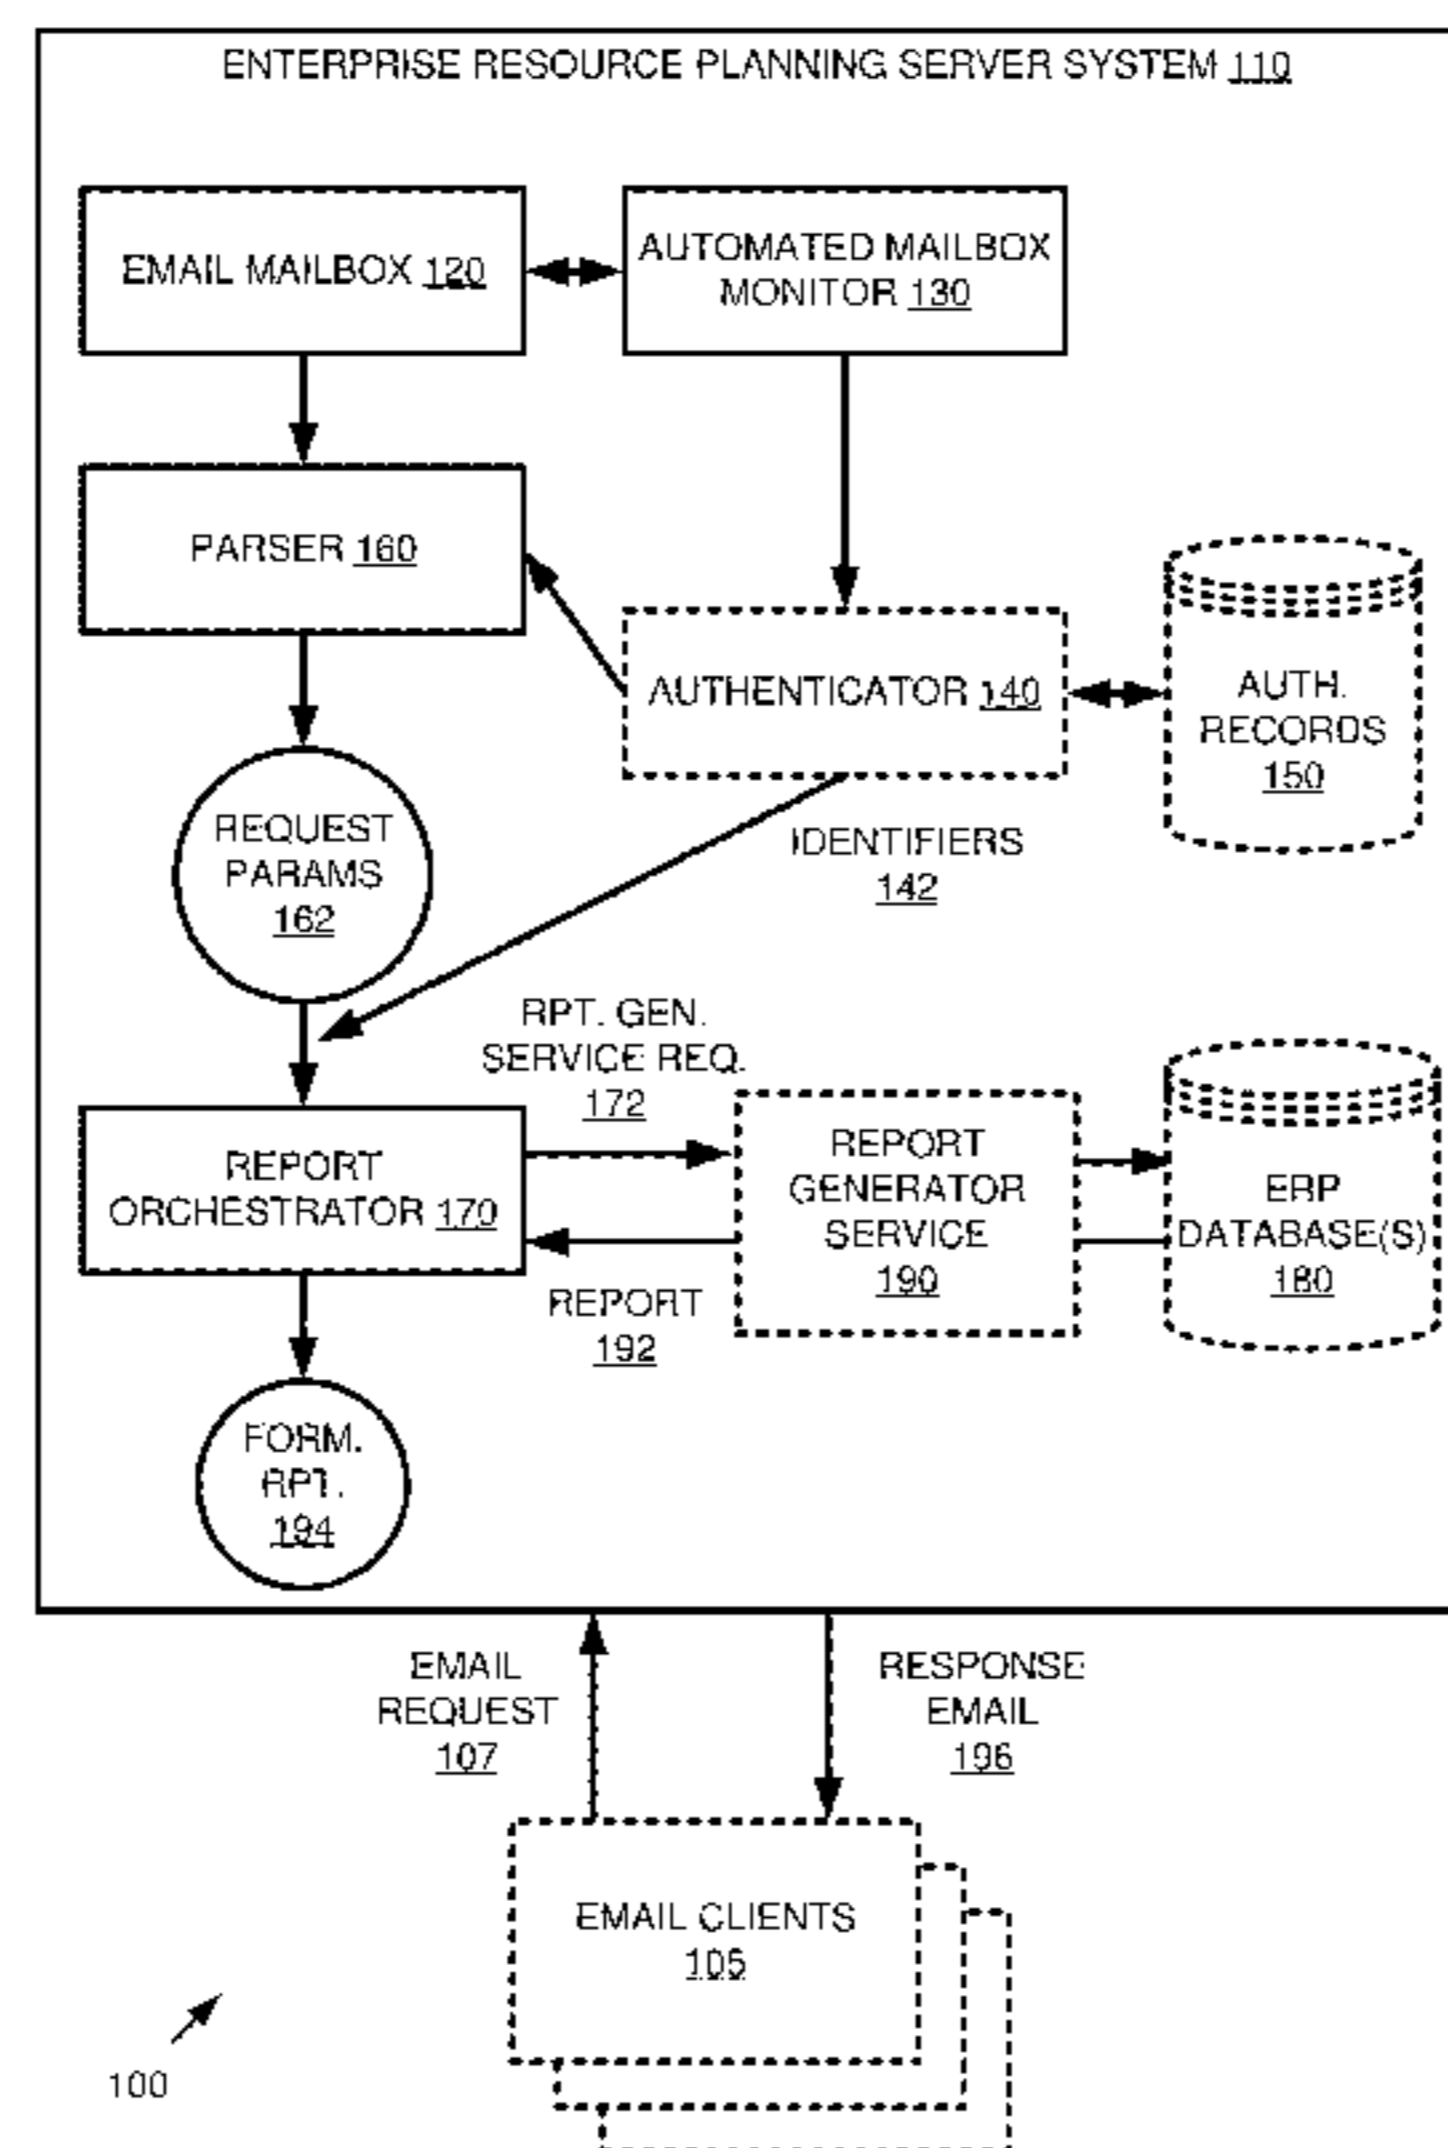 ENTERPRISE RESOURCE PLANNING SERVER SYSTEM 110
EMAIL MAILBOX 120
AUTOMATED MAILBOX
MONITOR 130
PARSER 160
AUTHENTICATOR 140
AUTH.
RECORDS
150
REQUEST
PARAMS
162
IDENTIFIERS
142
RPT. GEN.
SERVICE REQ.
172
REPORT
ORCHESTRATOR 170
REPORT
GENERATOR
SERVICE
190
ERP
DATABASE(S)
180
REPORT
192
FORM.
RPT.
194
EMAIL
REQUEST
107
RESPONSE
EMAIL
196
EMAIL CLIENTS
105
100